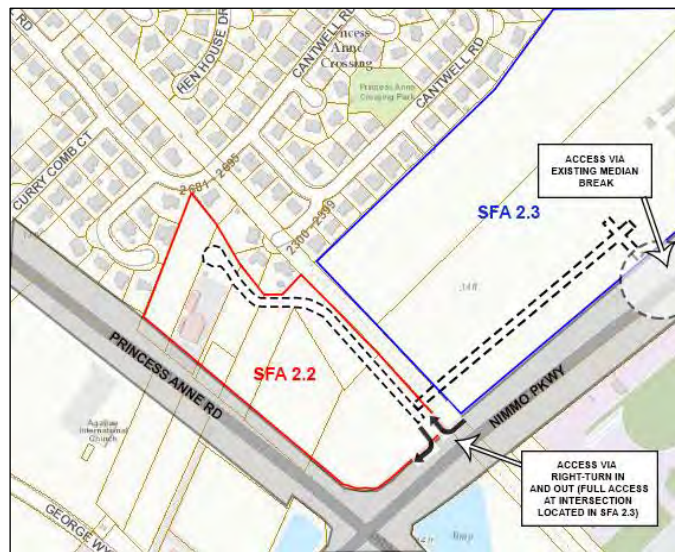 RD
HEN HOUSE DR
CANTWELL RD
Princess
Anne
Crossing
Princess Anne
Crossing Park
CANTWELL RD
CURRY COMB CT
2681 - 2695
2300 - 2399
ACCESS VIA
EXISTING MEDIAN
BREAK
SFA 2.3
14ft
SFA 2.2
PRINCESS ANNE RD
NIMMO PKWY
Agape
International
Church
ACCESS VIA
RIGHT-TURN IN
AND OUT (FULL ACCESS
AT INTERSECTION
LOCATED IN SFA 2.3)
GEORGE WY